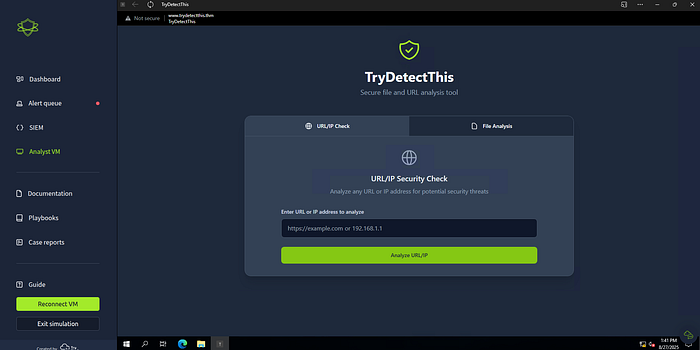 Dashboard
Alert queue
SIEM
Analyst VM
Documentation
Playbooks
Case reports
Guide
Reconnect VM
Exit simulation
Created by
TryDetectThis
Not secure
www.trydetectthis.thm
TryDetectThis
TryDetectThis
Secure file and URL analysis tool
URL/IP Check
File Analysis
URL/IP Security Check
Analyze any URL or IP address for potential security threats
Enter URL or IP address to analyze
https://example.com or 192.168.1.1
Analyze URL/IP
1:41 PM
8/27/2025